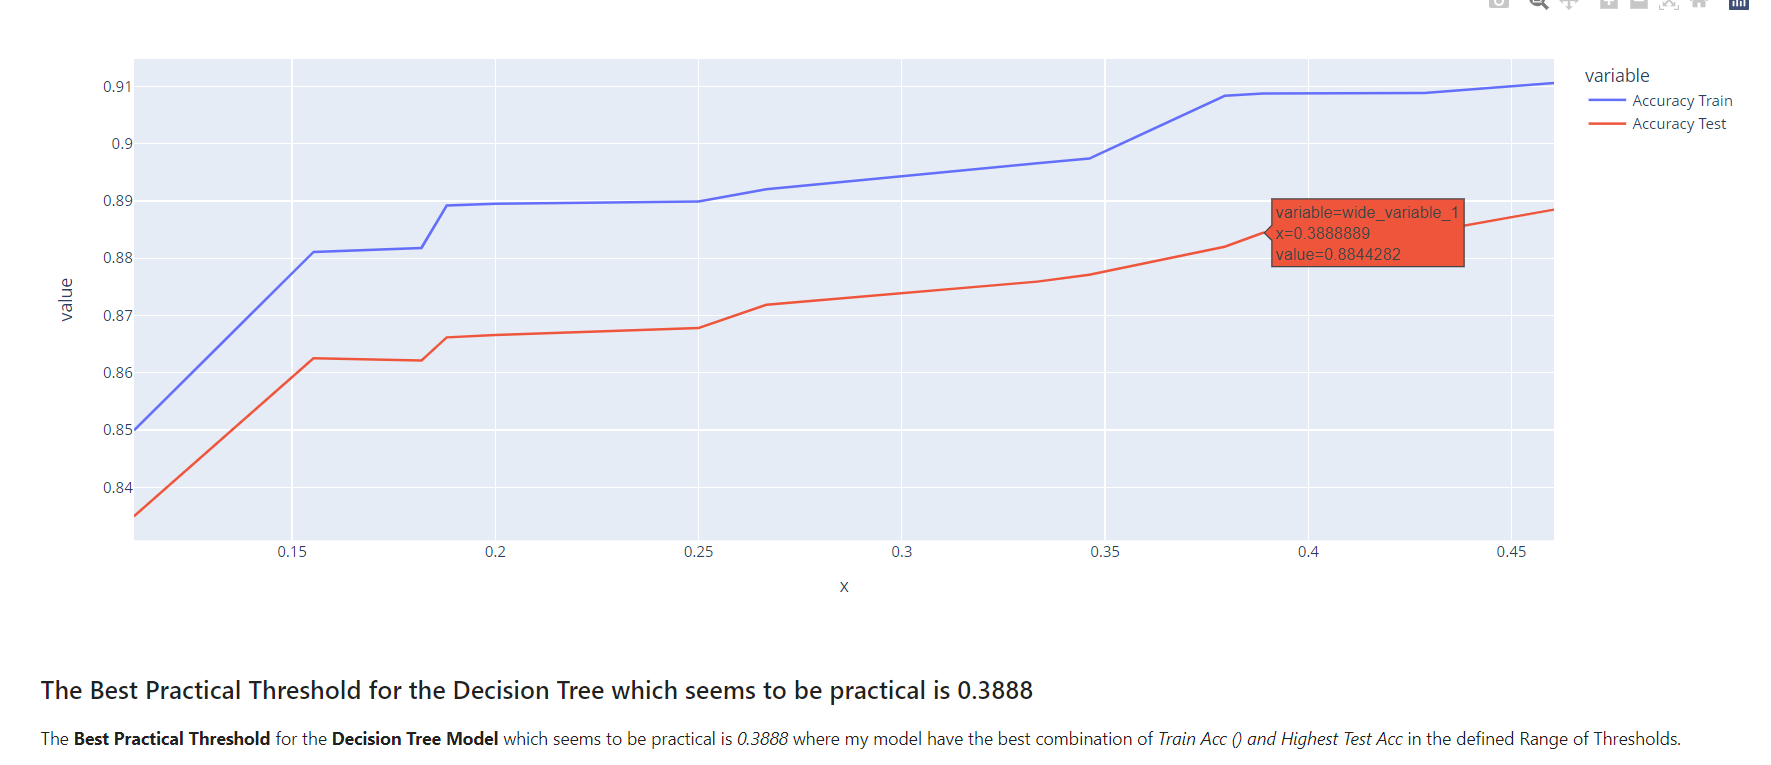 0.91
0.9
0.89
0.88
0.87
0.86
0.85
0.84
value
0.15 0.2 0.25 0.3 0.35 0.4 0.45
x
variable
Accuracy Train
Accuracy Test
variable=wide_variable_1
x=0.3888889
value=0.8844282
The Best Practical Threshold for the Decision Tree which seems to be practical is 0.3888
The Best Practical Threshold for the Decision Tree Model which seems to be practical is 0.3888 where my model have the best combination of Train Acc () and Highest Test Acc in the defined Range of Thresholds.